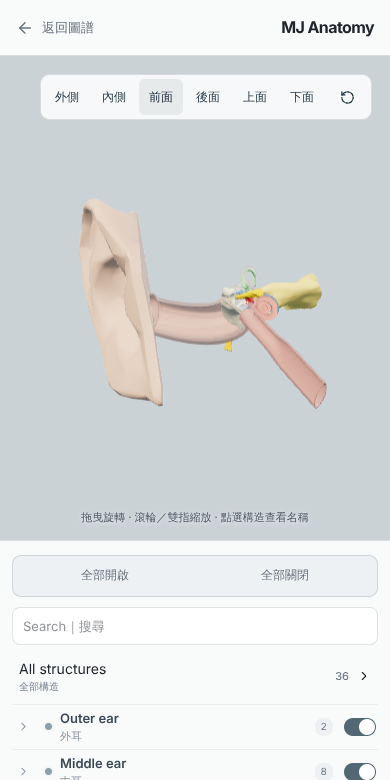 返回圖譜
MJ Anatomy
外側 內側 前面 後面 上面 下面
拖曳旋轉 · 滾輪／雙指縮放 · 點選構造查看名稱
全部開啟 全部關閉
Search｜搜尋
All structures
36
全部構造
Outer ear
2
外耳
Middle ear
8
中耳